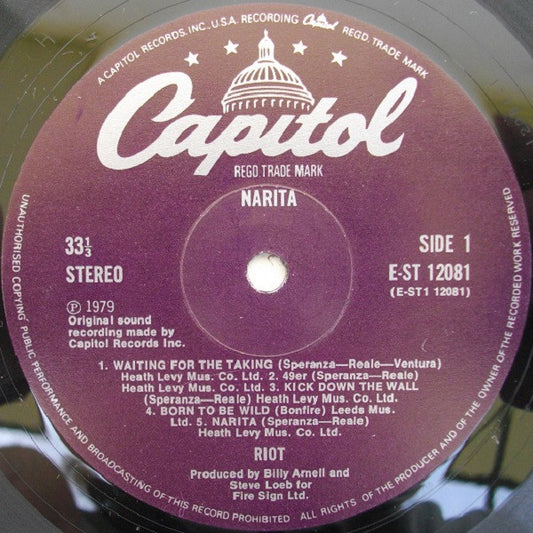 A CAPITOL RECORDS, INC., U.S.A. RECORDING Capitol REGD. TRADE MARK
Capitol
REGD TRADE MARK
NARITA
33 1/3
STEREO
SIDE 1
E-ST 12081
(E-ST1 12081)
℗ 1979
Original sound
recording made by
Capitol Records Inc.
1. WAITING FOR THE TAKING (Speranza—Reale—Ventura)
Heath Levy Mus. Co. Ltd. 2. 49er (Speranza—Reale)
Heath Levy Mus. Co. Ltd. 3. KICK DOWN THE WALL
(Speranza—Reale) Heath Levy Mus. Co. Ltd.
4. BORN TO BE WILD (Bonfire) Leeds Mus.
Ltd. 5. NARITA (Speranza—Reale)
Heath Levy Mus. Co. Ltd.
RIOT
Produced by Billy Arnell and
Steve Loeb for
Fire Sign Ltd.
UNAUTHORISED COPYING PUBLIC PERFORMANCE AND BROADCASTING OF THIS RECORD PROHIBITED ALL RIGHTS OF THE PRODUCER AND OF THE OWNER OF THE RECORDED WORK RESERVED